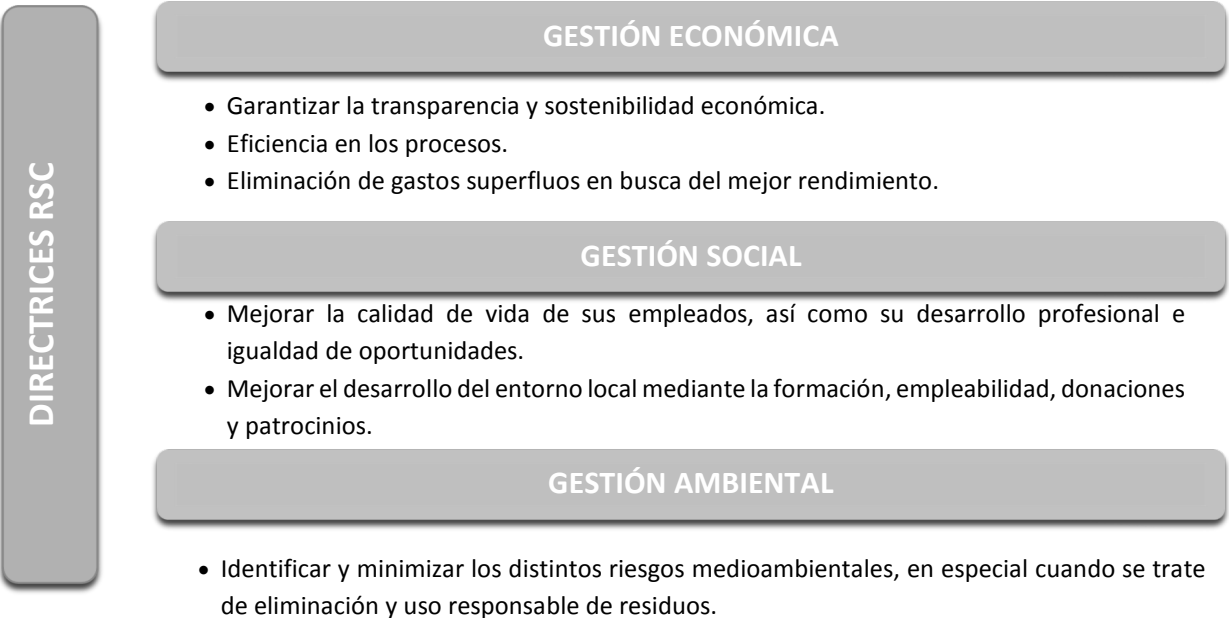 DIRECTRICES RSC
GESTIÓN ECONÓMICA
• Garantizar la transparencia y sostenibilidad económica.
• Eficiencia en los procesos.
• Eliminación de gastos superfluos en busca del mejor rendimiento.
GESTIÓN SOCIAL
• Mejorar la calidad de vida de sus empleados, así como su desarrollo profesional e
igualdad de oportunidades.
• Mejorar el desarrollo del entorno local mediante la formación, empleabilidad, donaciones
y patrocinios.
GESTIÓN AMBIENTAL
• Identificar y minimizar los distintos riesgos medioambientales, en especial cuando se trate
de eliminación y uso responsable de residuos.